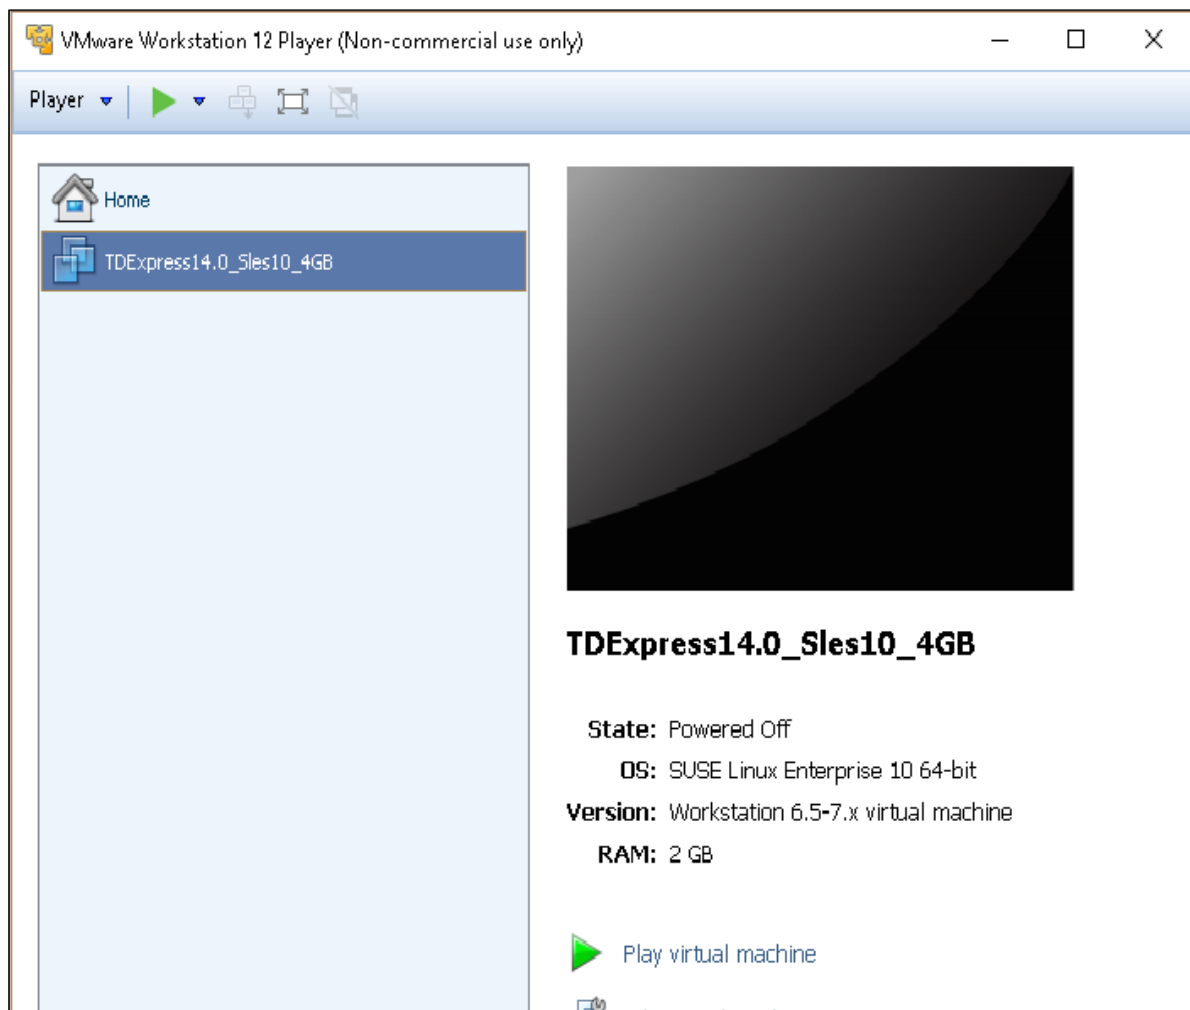 VMware Workstation 12 Player (Non-commercial use only)
Player
Home
TDExpress14.0_Sles10_4GB
TDExpress14.0_Sles10_4GB
State: Powered Off
OS: SUSE Linux Enterprise 10 64-bit
Version: Workstation 6.5-7.x virtual machine
RAM: 2 GB
Play virtual machine